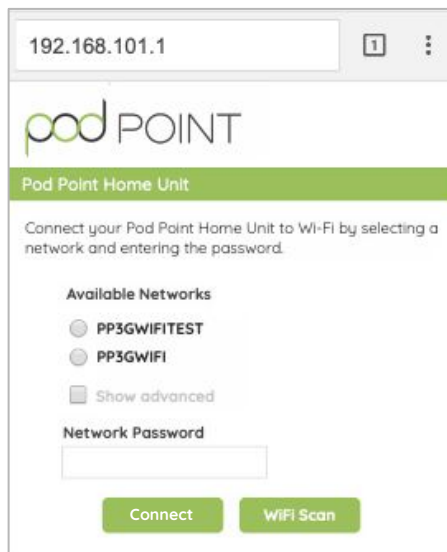 192.168.101.1
1
pod POINT
Pod Point Home Unit
Connect your Pod Point Home Unit to Wi-Fi by selecting a
network and entering the password.
Available Networks
PP3GWIFITEST
PP3GWIFI
Show advanced
Network Password
Connect WiFi Scan